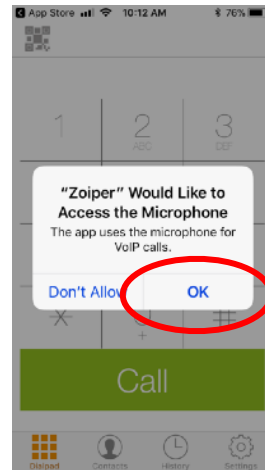 App Store 10:12 AM 76%
1 2 3
ABC DEF
"Zoiper" Would Like to
Access the Microphone
The app uses the microphone for
VoIP calls.
Don't Allow OK
#
+
Call
Dialpad Contacts History Settings